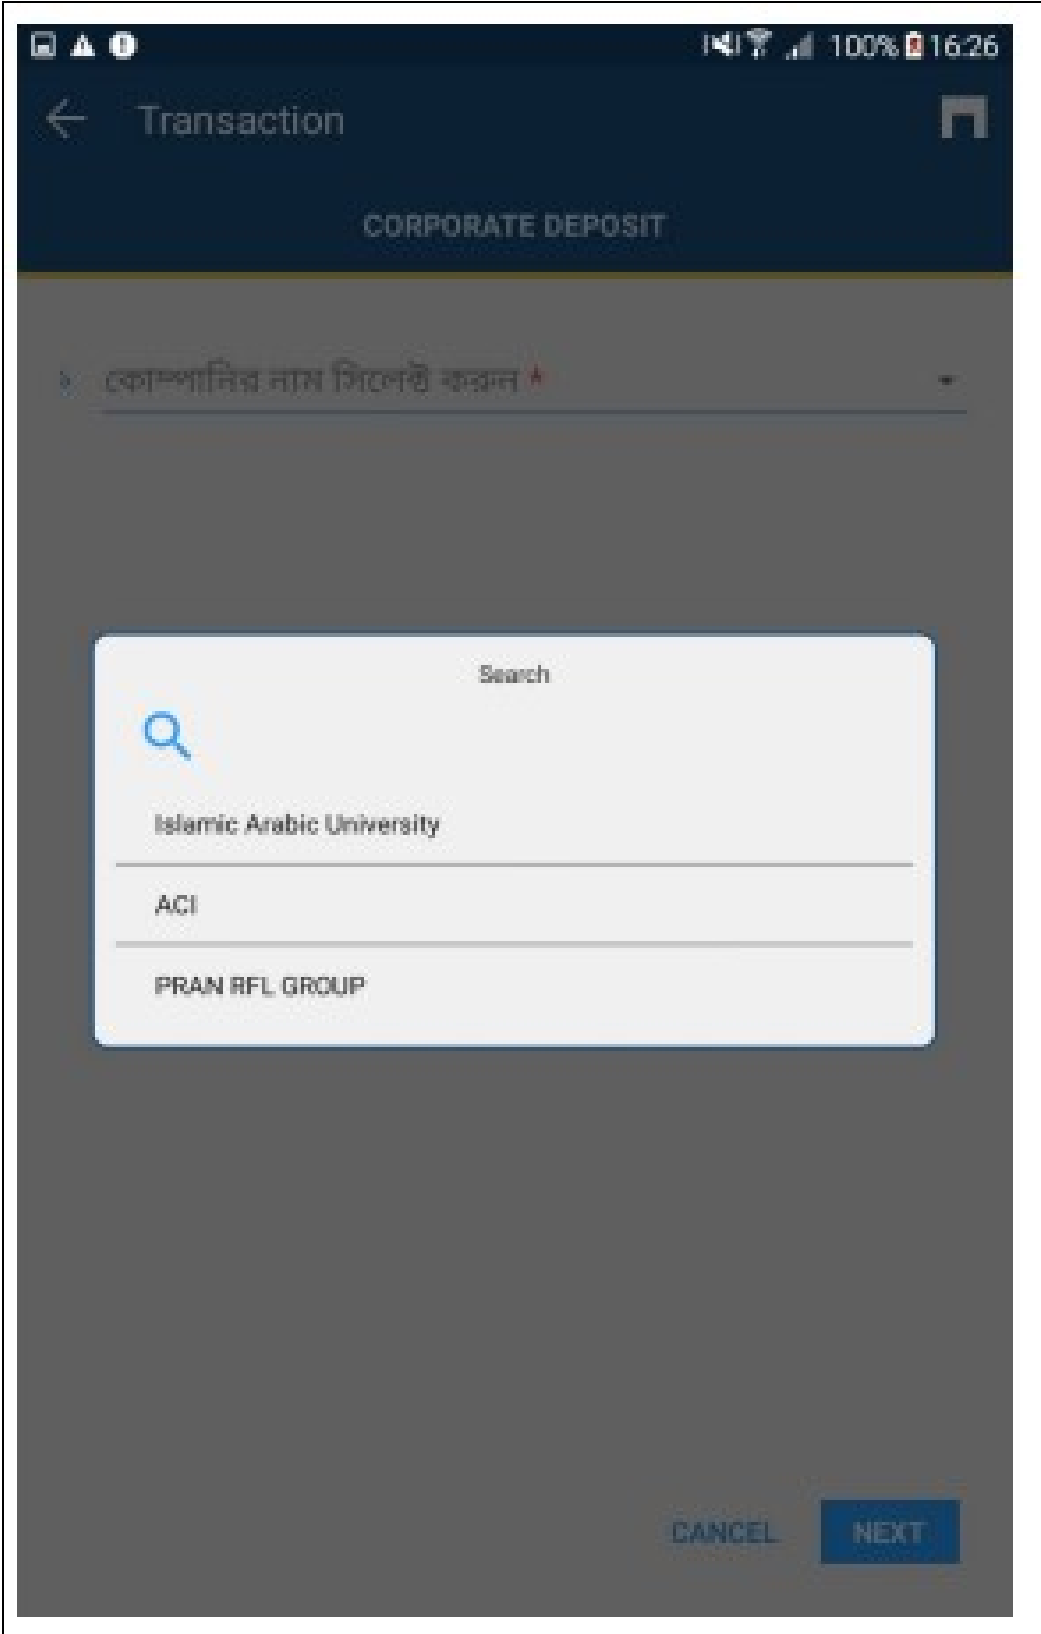 100% 16:26
Transaction
CORPORATE DEPOSIT
কোম্পানির নাম সিলেক্ট করুন *
Search
Islamic Arabic University
ACI
PRAN RFL GROUP
CANCEL NEXT